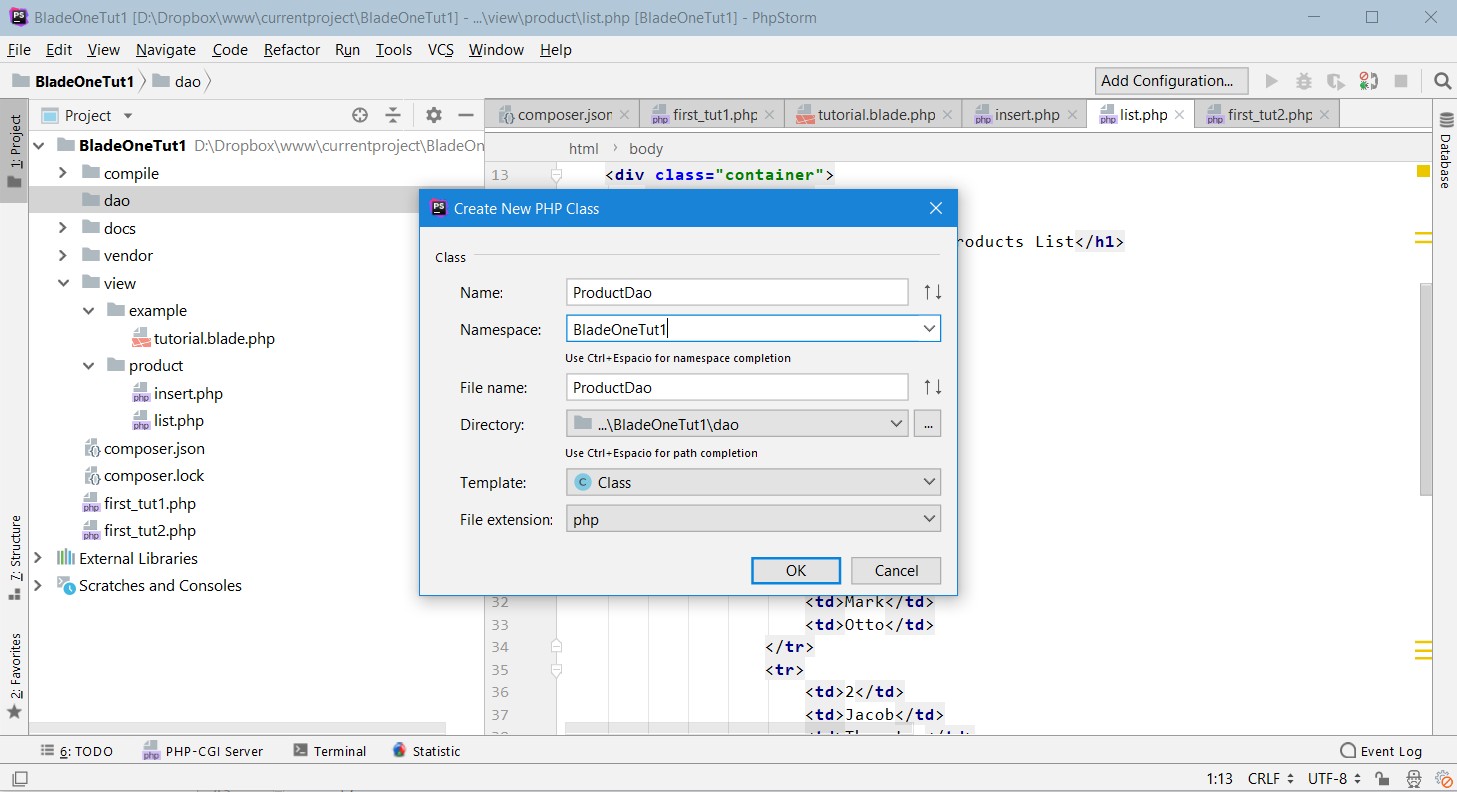 BladeOneTut1 [D:\Dropbox\www\currentproject\BladeOneTut1] - ...\view\product\list.php [BladeOneTut1] - PhpStorm
File Edit View Navigate Code Refactor Run Tools VCS Window Help
BladeOneTut1 dao Add Configuration...
1: Project
7: Structure
2: Favorites
Project
BladeOneTut1 D:\Dropbox\www\currentproject\BladeOn
compile
dao
docs
vendor
view
example
tutorial.blade.php
product
insert.php
list.php
composer.json
composer.lock
first_tut1.php
first_tut2.php
External Libraries
Scratches and Consoles
composer.json first_tut1.php tutorial.blade.php insert.php list.php first_tut2.php
html body
13 <div class="container">
roducts List</h1>
Create New PHP Class
Class
Name: ProductDao
Namespace: BladeOneTut1
Use Ctrl+Espacio for namespace completion
File name: ProductDao
Directory: ...\BladeOneTut1\dao ...
Use Ctrl+Espacio for path completion
Template: C Class
File extension: php
OK Cancel
32 <td>Mark</td>
33 <td>Otto</td>
34 </tr>
35 <tr>
36 <td>2</td>
37 <td>Jacob</td>
Database
6: TODO PHP-CGI Server Terminal Statistic Event Log
1:13 CRLF UTF-8